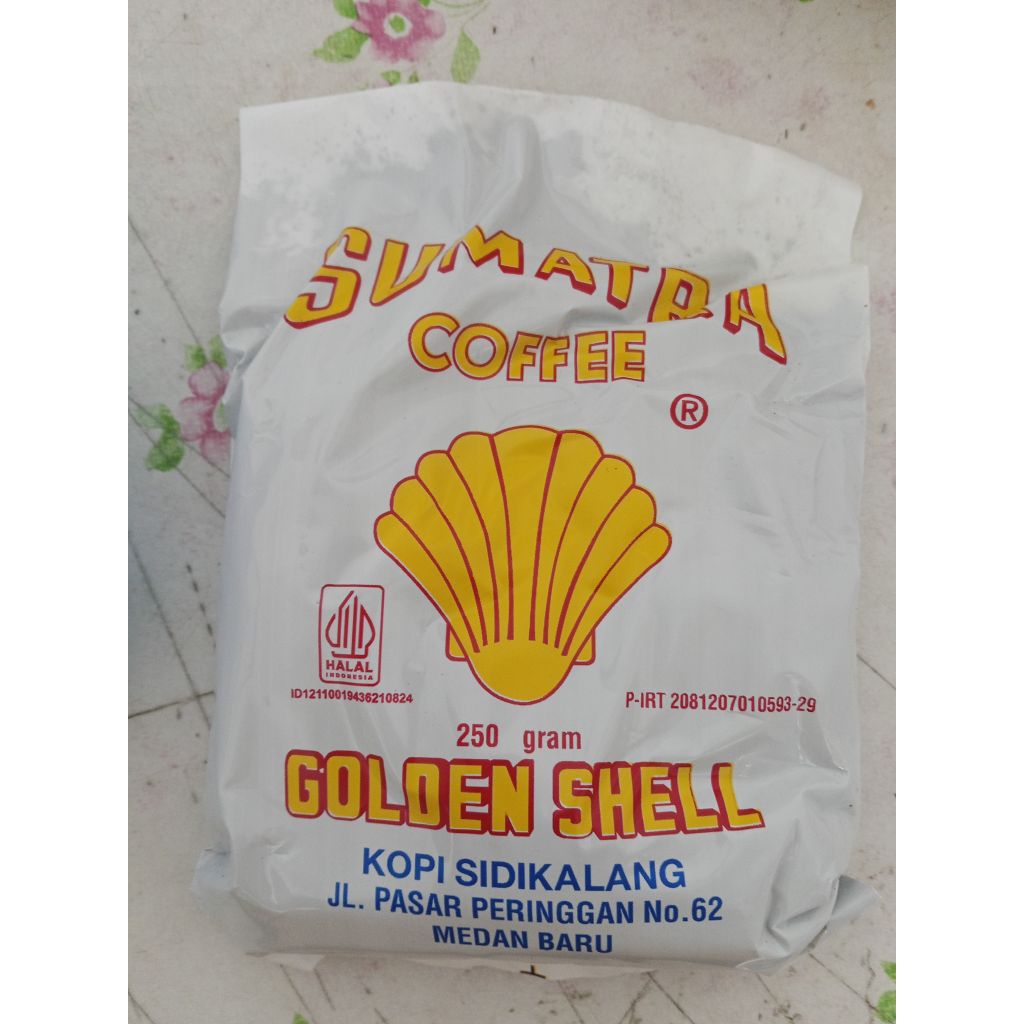 SUMATRA
COFFEE
®
HALAL
INDONESIA
ID12110019436210824
P-IRT 2081207010593-29
250 gram
GOLDEN SHELL
KOPI SIDIKALANG
JL. PASAR PERINGGAN No.62
MEDAN BARU